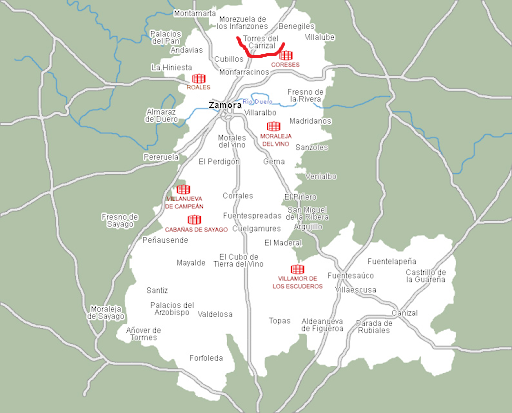 Montamarta
Morezuela de
los Infanzones
Benegiles
Palacios
del Pan
Torres del
Carrizal
Villalube
Andavías
Cubillos
CORESES
La Hiniesta
Monfarracinos
ROALES
Fresno de
la Rivera
Zamora
Río Duero
Almaraz
de Duero
Villaralbo
Madridanos
Morales
del vino
MORALEJA
DEL VINO
Sanzoles
Pereruela
El Perdigón
Gema
Venialbo
VILLANUEVA
DE CAMPEÁN
Corrales
El Piñero
Fresno de
Sayago
Fuentespreadas
San Miguel
de la Ribera
CABAÑAS DE SAYAGO
Cuelgamures
Argujillo
Peñausende
El Maderal
Mayalde
El Cubo de
Tierra del Vino
Fuentelapeña
VILLAMOR DE
LOS ESCUDEROS
Fuentesaúco
Castrillo de
la Guareña
Santiz
Villaescusa
Moraleja
de Sayago
Palacios del
Arzobispo
Valdelosa
Topas
Aldeanueva
de Figueroa
Cañizal
Parada de
Rubiales
Añover de
Tormes
Forfoleda